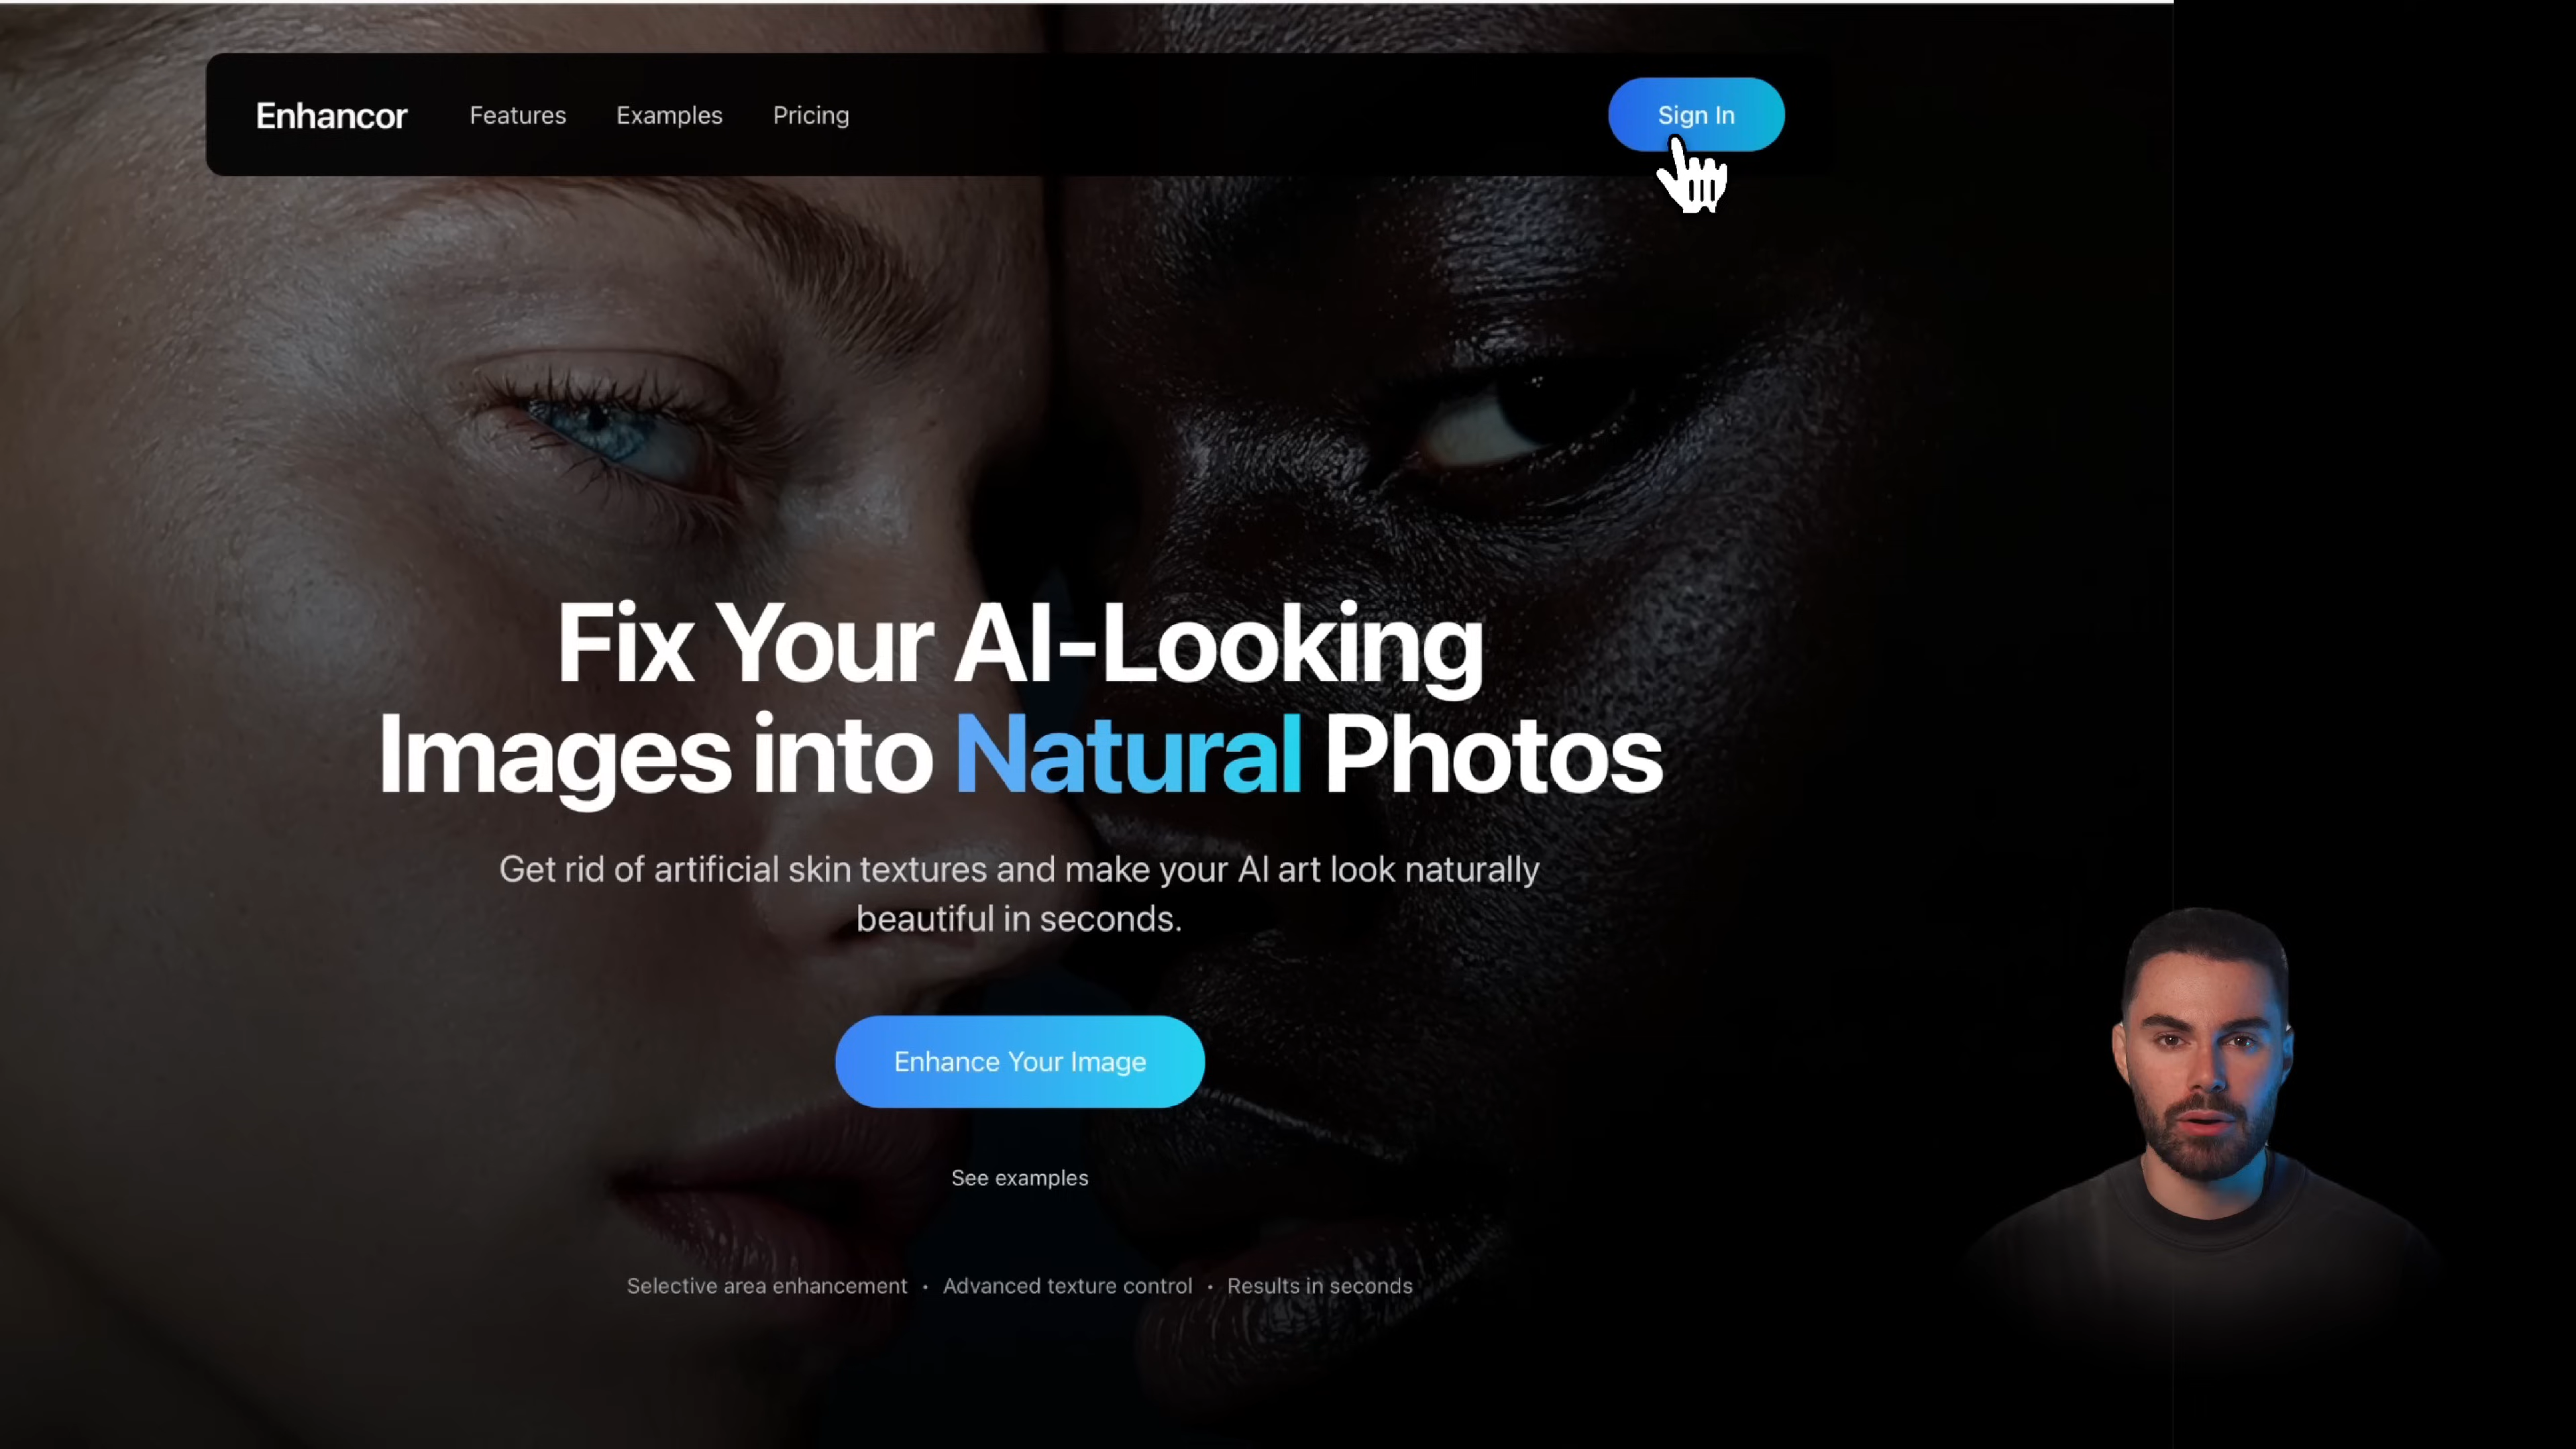 Enhancor
Features
Examples
Pricing
Sign In
Fix Your AI-Looking
Images into Natural Photos
Get rid of artificial skin textures and make your AI art look naturally
beautiful in seconds.
Enhance Your Image
See examples
Selective area enhancement • Advanced texture control • Results in seconds